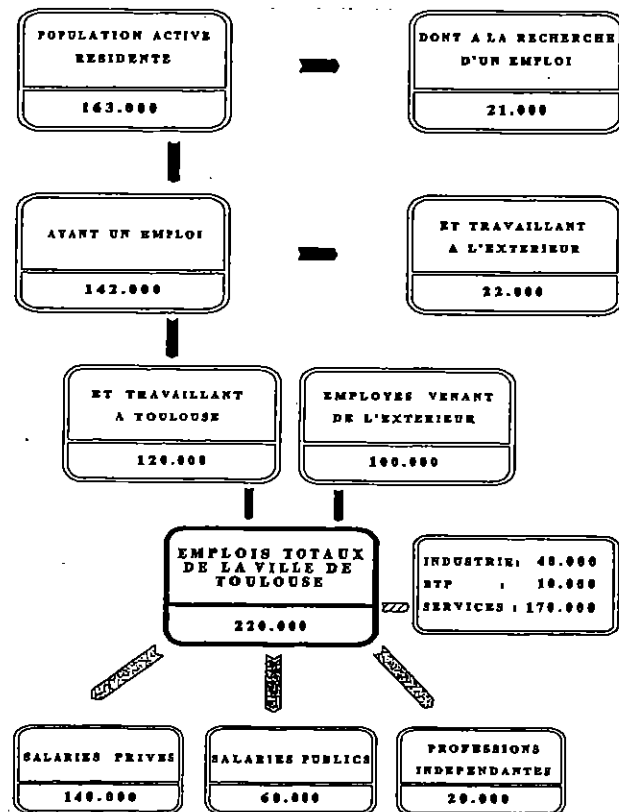 POPULATION ACTIVE
RESIDENTE
163.000
DONT A LA RECHERCHE
D'UN EMPLOI
21.000
AYANT UN EMPLOI
142.000
ET TRAVAILLANT
A L'EXTERIEUR
22.000
ET TRAVAILLANT
A TOULOUSE
120.000
EMPLOYES VENANT
DE L'EXTERIEUR
100.000
EMPLOIS TOTAUX
DE LA VILLE DE
TOULOUSE
220.000
INDUSTRIE: 40.000
BTP : 10.000
SERVICES : 170.000
SALARIES PRIVES
140.000
SALARIES PUBLICS
60.000
PROFESSIONS
INDEPENDANTES
20.000